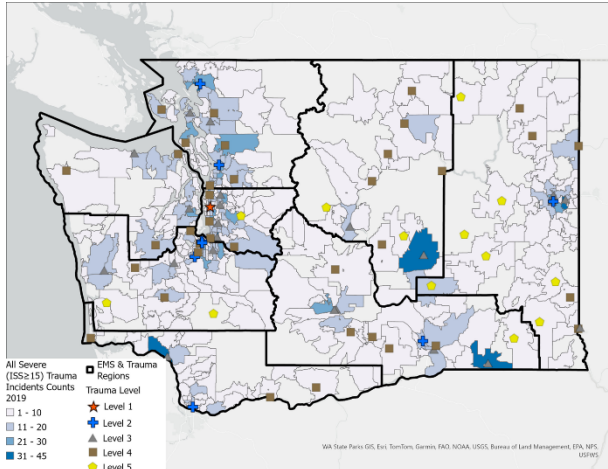 All Severe
(ISS≥15) Trauma
Incidents Counts
2019
1 - 10
11 - 20
21 - 30
31 - 45
EMS & Trauma
Regions
Trauma Level
Level 1
Level 2
Level 3
Level 4
Level 5
WA State Parks GIS, Esri, TomTom, Garmin, FAO, NOAA, USGS, Bureau of Land Management, EPA, NPS,
USFWS